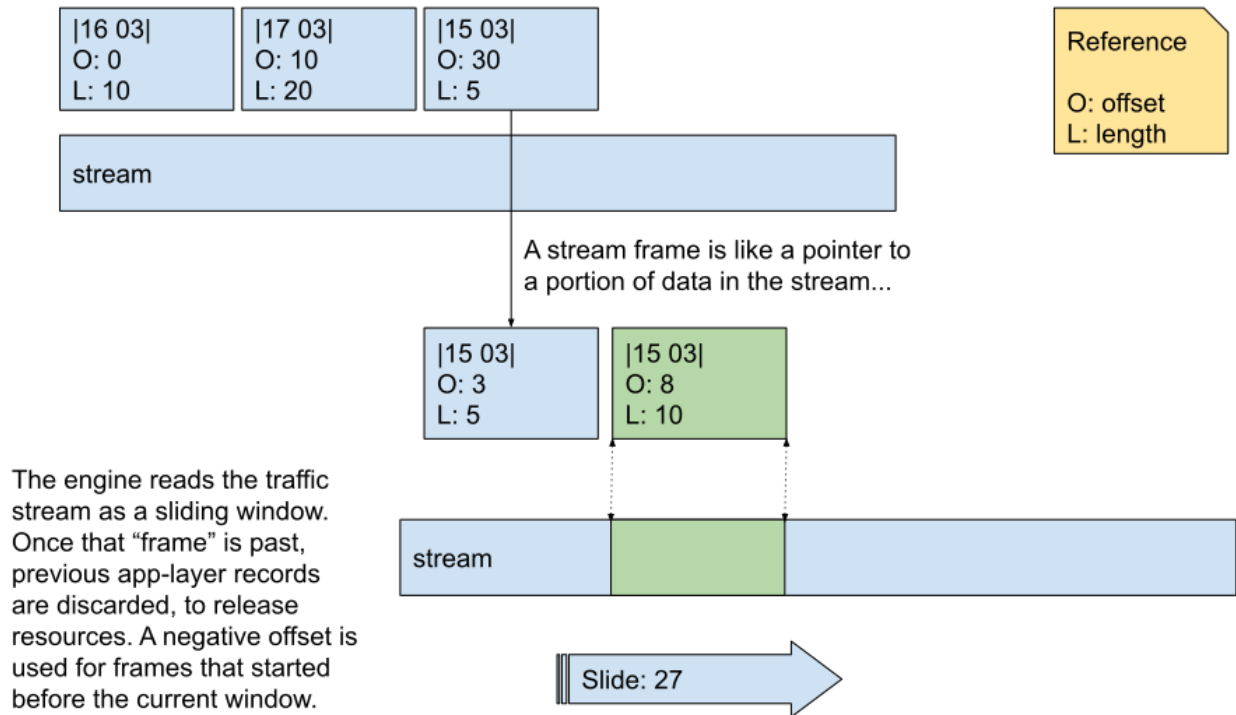 |16 03|
O: 0
L: 10
|17 03|
O: 10
L: 20
|15 03|
O: 30
L: 5
Reference
O: offset
L: length
stream
A stream frame is like a pointer to
a portion of data in the stream...
|15 03|
O: 3
L: 5
|15 03|
O: 8
L: 10
The engine reads the traffic
stream as a sliding window.
Once that “frame” is past,
previous app-layer records
are discarded, to release
resources. A negative offset is
used for frames that started
before the current window.
stream
Slide: 27